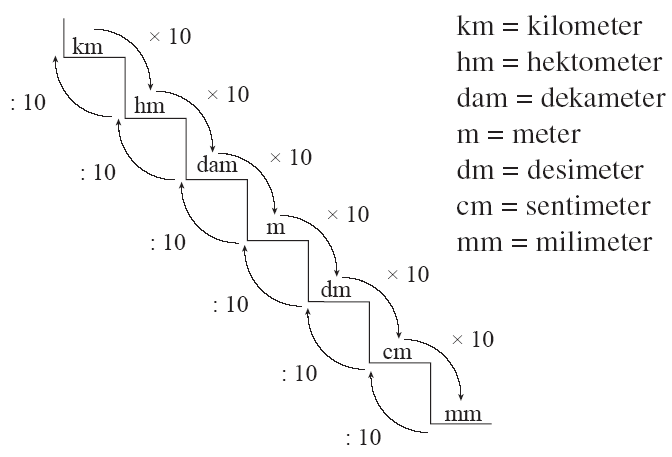 km
× 10
: 10
hm
× 10
: 10
dam
× 10
: 10
m
× 10
: 10
dm
× 10
: 10
cm
× 10
: 10
mm
km = kilometer
hm = hektometer
dam = dekameter
m = meter
dm = desimeter
cm = sentimeter
mm = milimeter